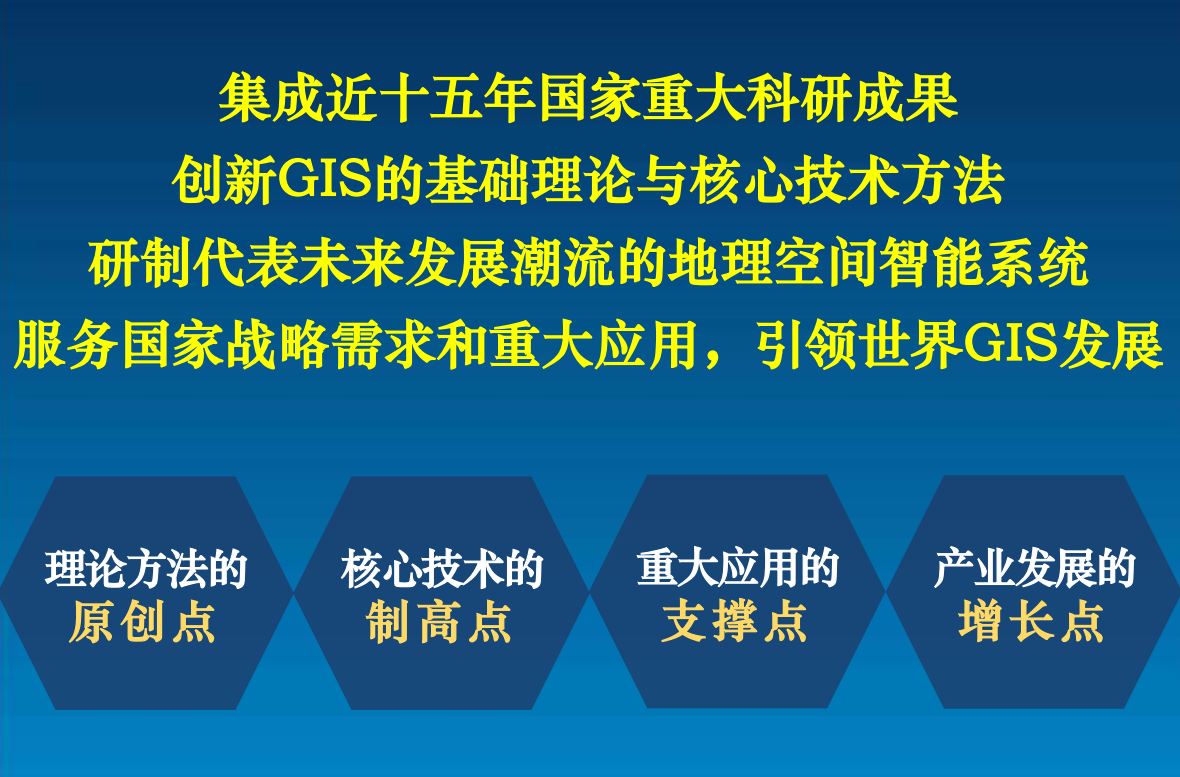 集成近十五年国家重大科研成果
创新GIS的基础理论与核心技术方法
研制代表未来发展潮流的地理空间智能系统
服务国家战略需求和重大应用，引领世界GIS发展
理论方法的
原创点
核心技术的
制高点
重大应用的
支撑点
产业发展的
增长点